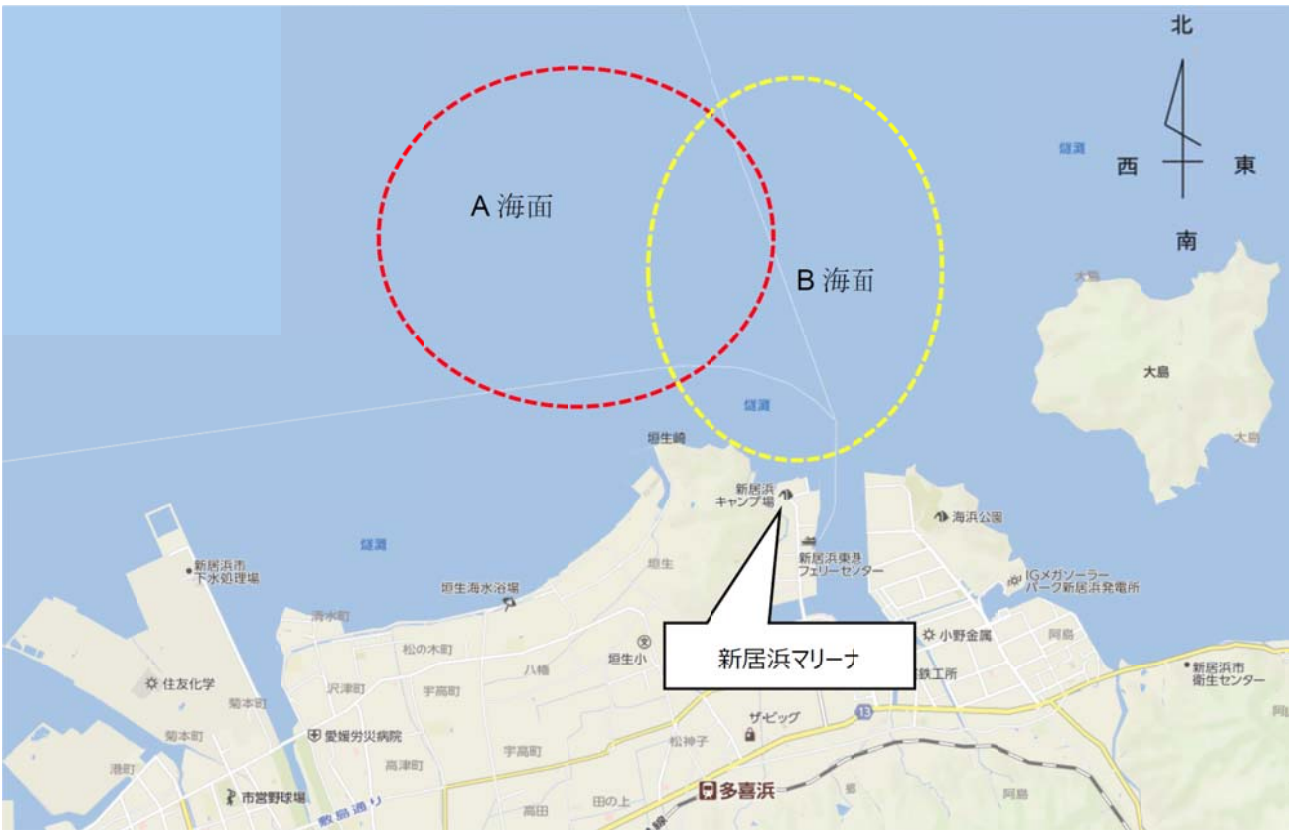 北
燧灘
西
東
A 海面
南
B 海面
大島
大島
燧灘
垣生崎
大島
新居浜
キャンプ場
海浜公園
新居浜市
下水処理場
燧灘
垣生
新居浜東港
フェリーセンター
IGメガソーラー
パーク新居浜発電所
垣生海水浴場
清水町
松の木町
垣生小
小野金属
阿島
新居浜マリーナ
八幡
住友化学
沢津町
宇高町
鉄工所
新居浜市
衛生センター
菊本町
菊本町
愛媛労災病院
ザ・ビッグ
13
松神子
宇高町
高津町
港町
多喜浜
市営野球場
敷島通り
高田
田の上
阿島